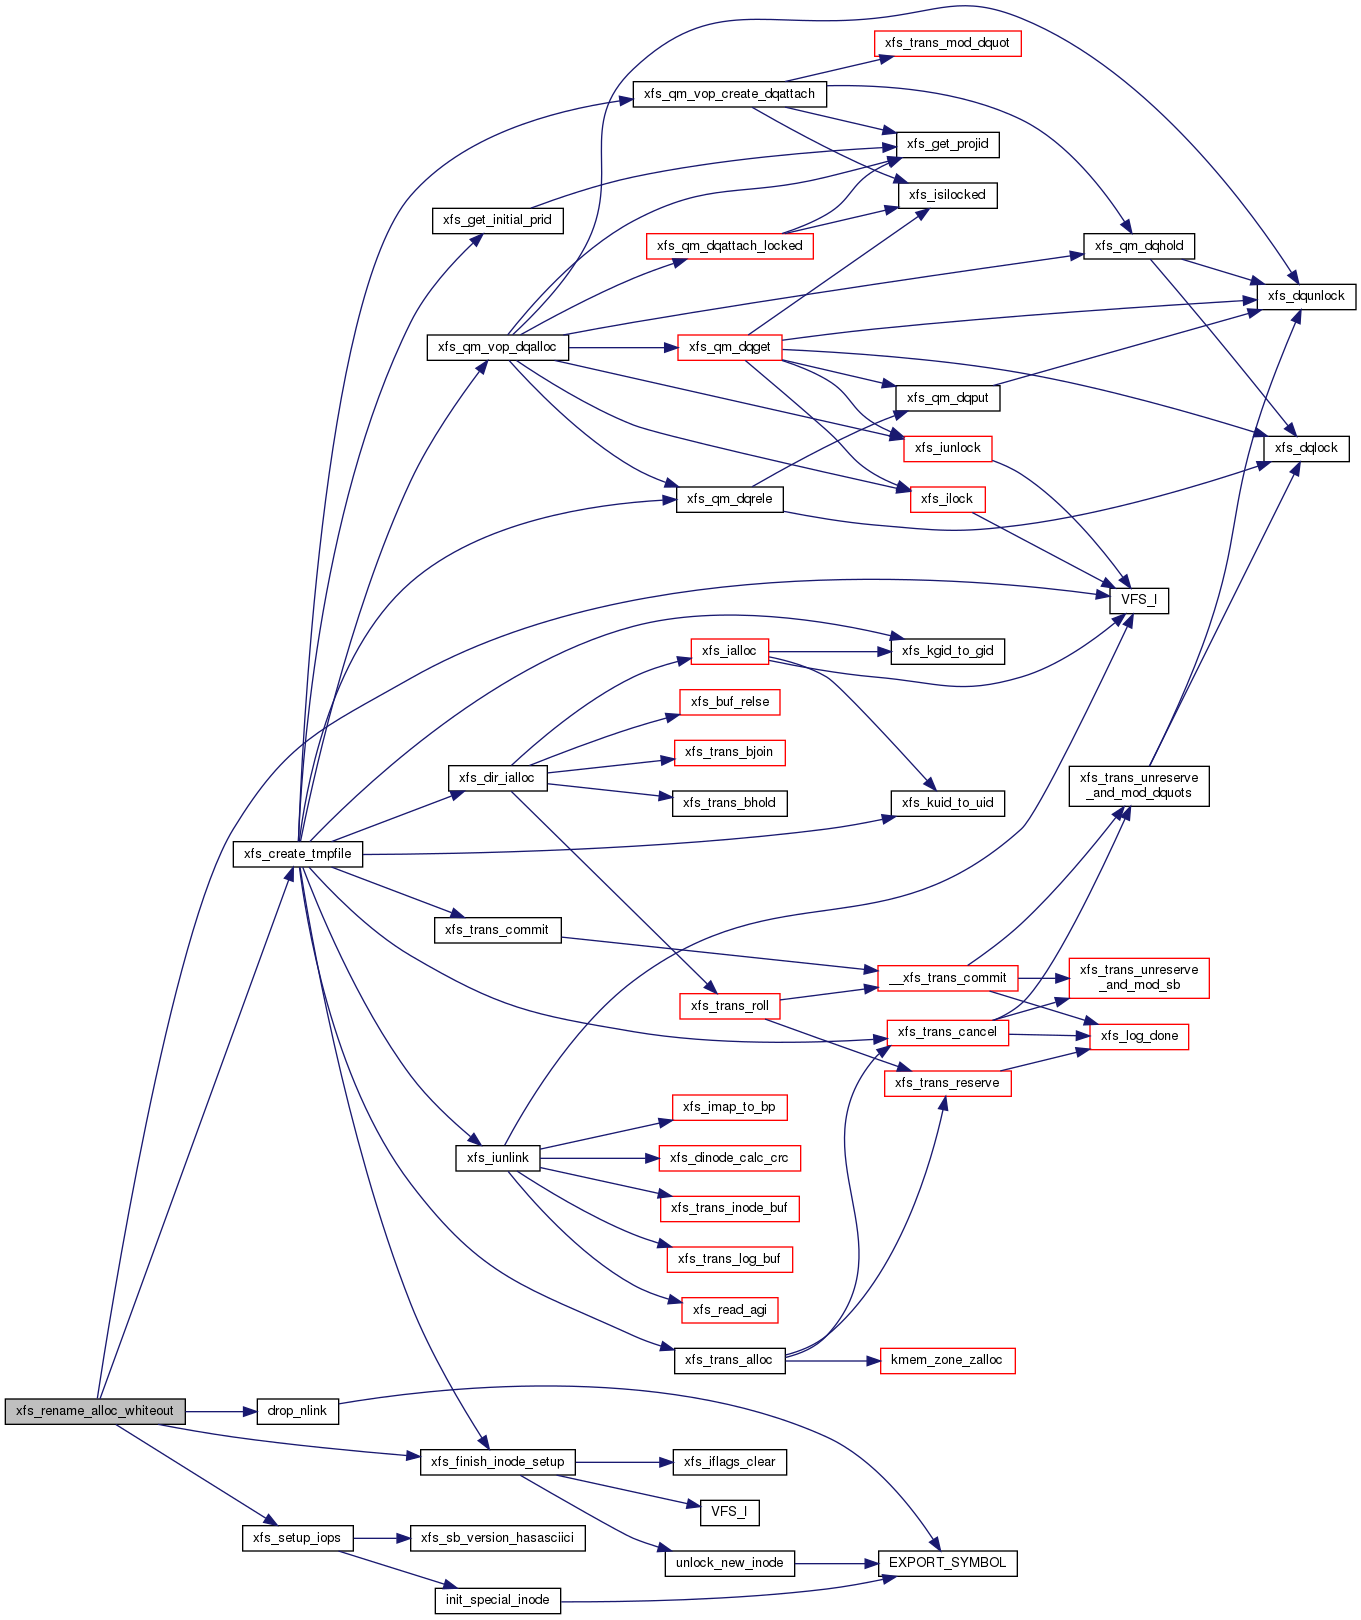 xfs_trans_mod_dquot
xfs_qm_vop_create_dqattach
xfs_get_projid
xfs_isilocked
xfs_get_initial_prid
xfs_qm_dqattach_locked
xfs_qm_dqhold
xfs_dqunlock
xfs_qm_vop_dqalloc
xfs_qm_dqget
xfs_qm_dqput
xfs_iunlock
xfs_dqlock
xfs_qm_dqrele
xfs_ilock
VFS_I
xfs_ialloc
xfs_kgid_to_gid
xfs_buf_relse
xfs_trans_bjoin
xfs_dir_ialloc
xfs_trans_bhold
xfs_kuid_to_uid
xfs_trans_unreserve
_and_mod_dquots
xfs_create_tmpfile
xfs_trans_commit
__xfs_trans_commit
xfs_trans_unreserve
_and_mod_sb
xfs_trans_roll
xfs_trans_cancel
xfs_log_done
xfs_trans_reserve
xfs_imap_to_bp
xfs_iunlink
xfs_dinode_calc_crc
xfs_trans_inode_buf
xfs_trans_log_buf
xfs_read_agi
xfs_trans_alloc
kmem_zone_zalloc
xfs_rename_alloc_whiteout
drop_nlink
xfs_finish_inode_setup
xfs_iflags_clear
VFS_I
xfs_setup_iops
xfs_sb_version_hasasciici
unlock_new_inode
EXPORT_SYMBOL
init_special_inode